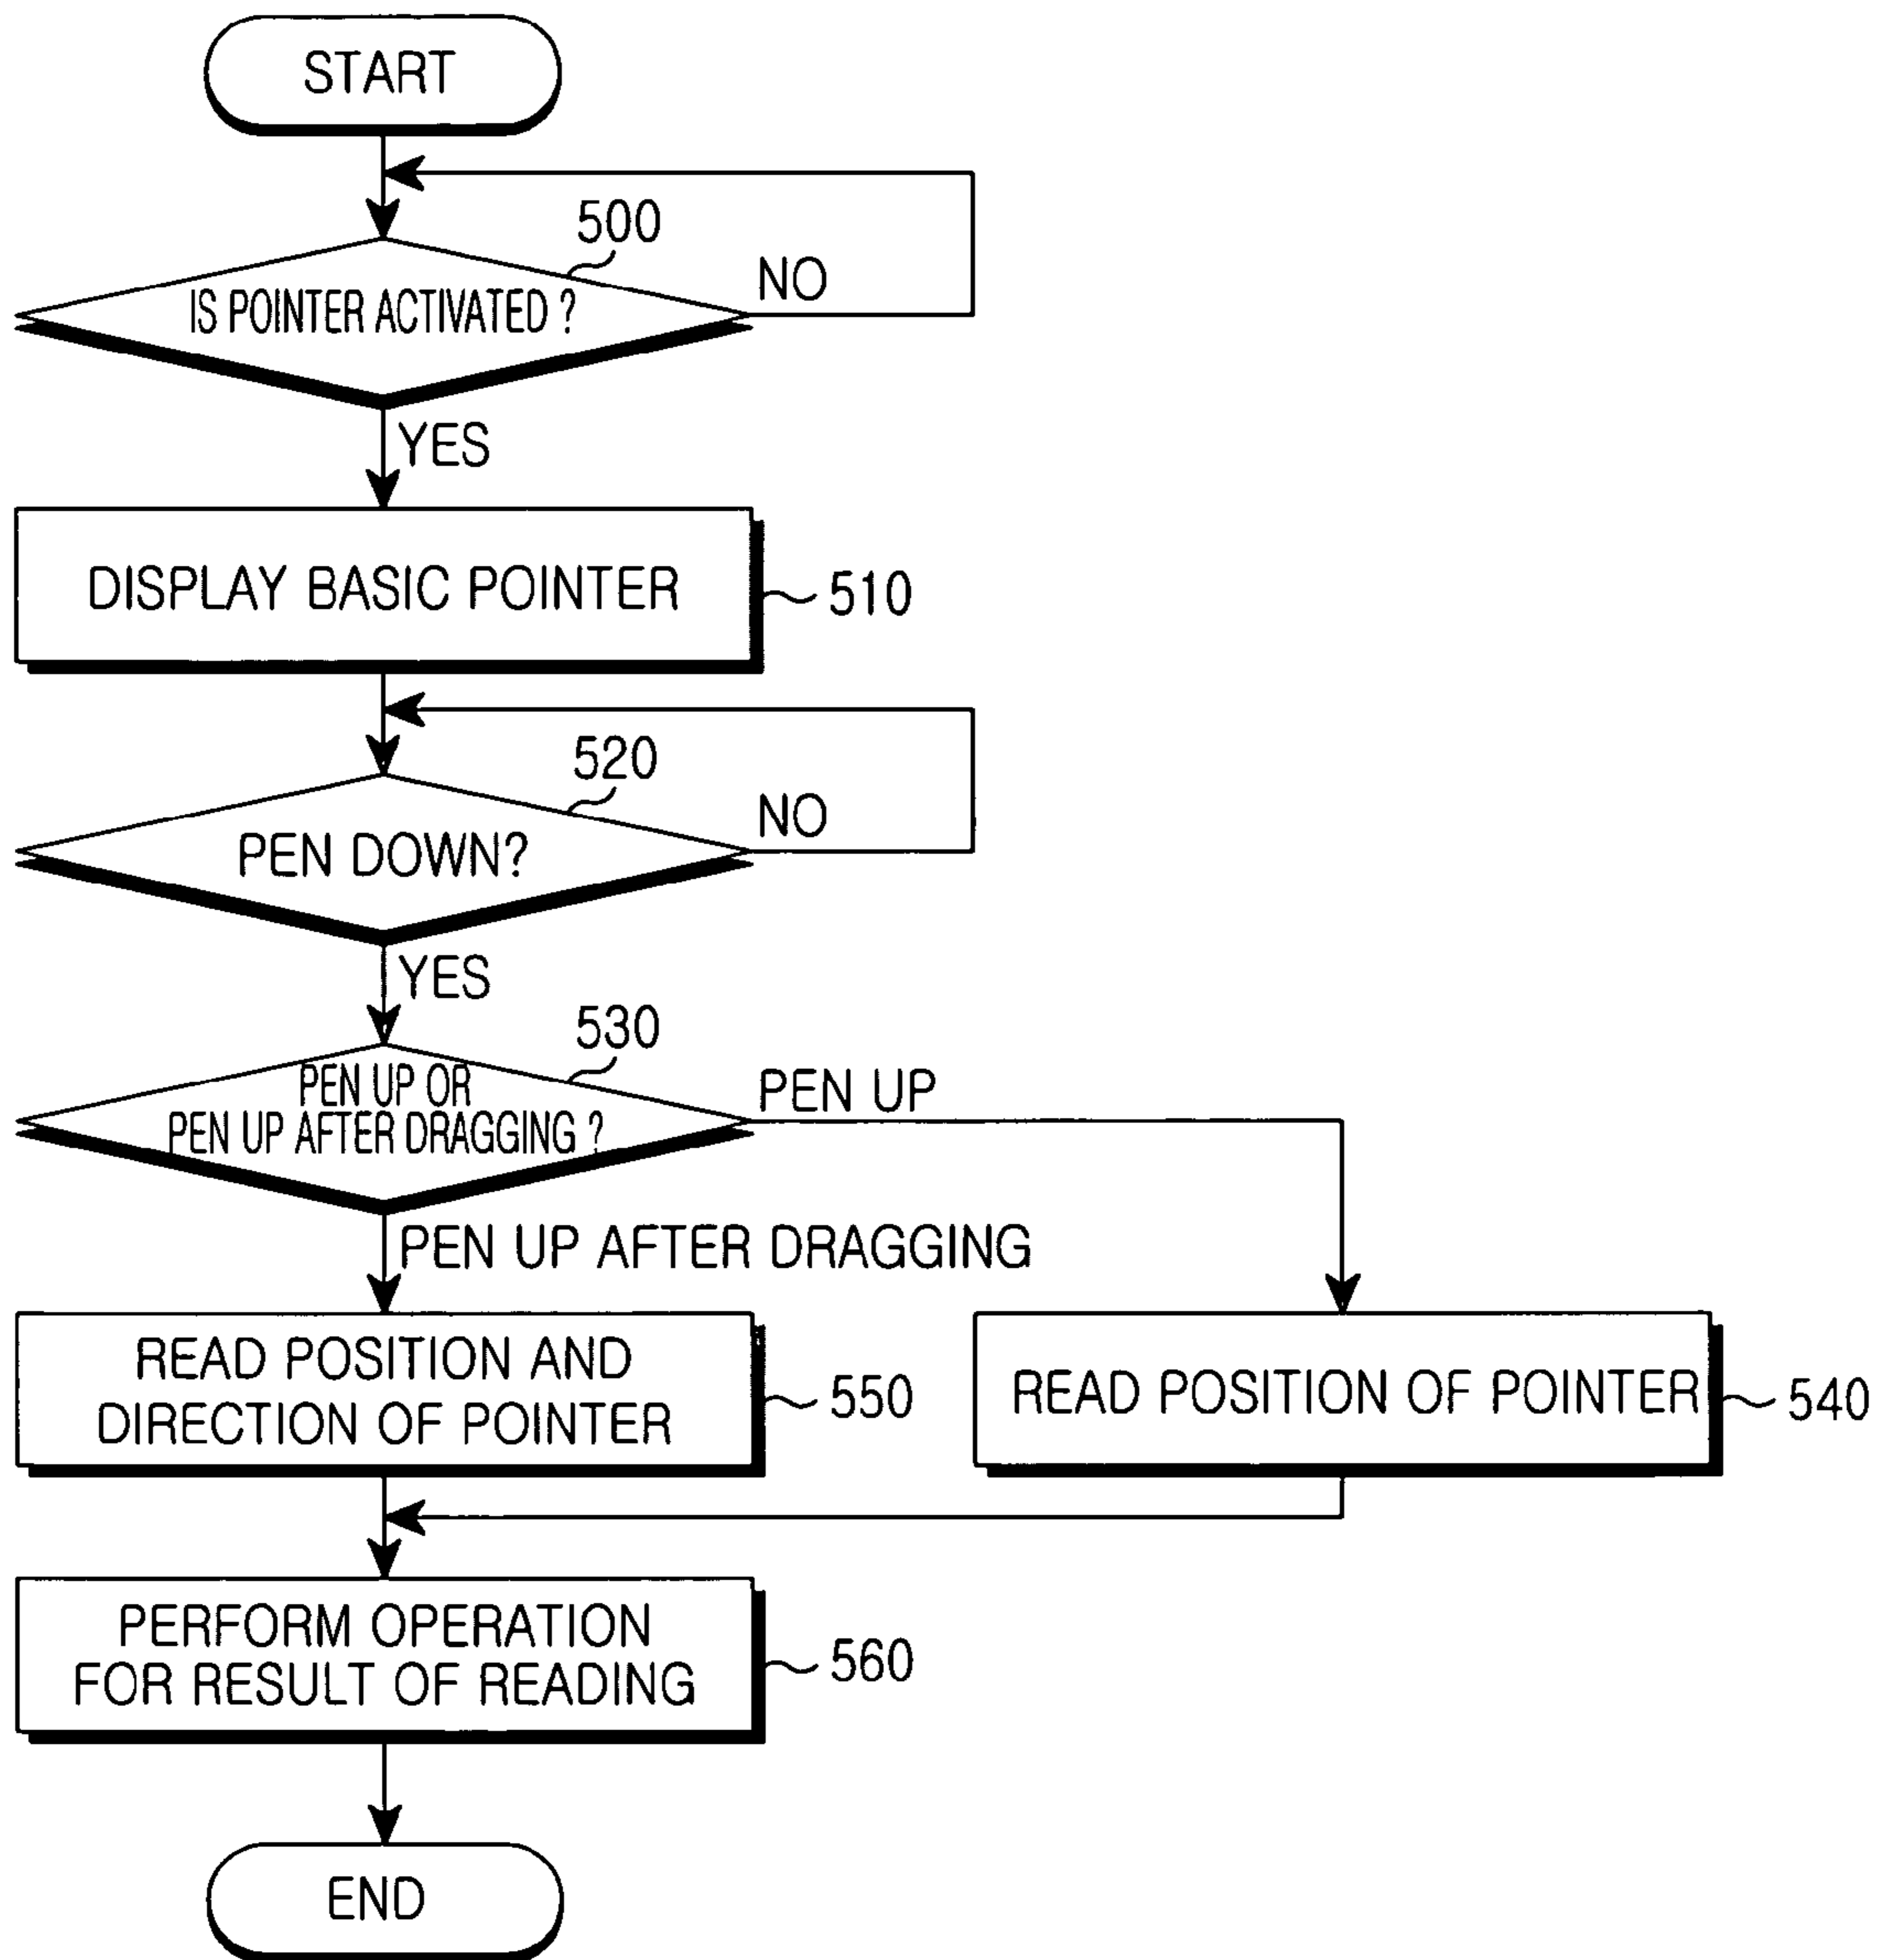 START
500
IS POINTER ACTIVATED ?
NO
YES
DISPLAY BASIC POINTER
510
520
PEN DOWN?
NO
YES
530
PEN UP OR
PEN UP AFTER DRAGGING ?
PEN UP
PEN UP AFTER DRAGGING
READ POSITION AND
DIRECTION OF POINTER
550
READ POSITION OF POINTER
540
PERFORM OPERATION
FOR RESULT OF READING
560
END